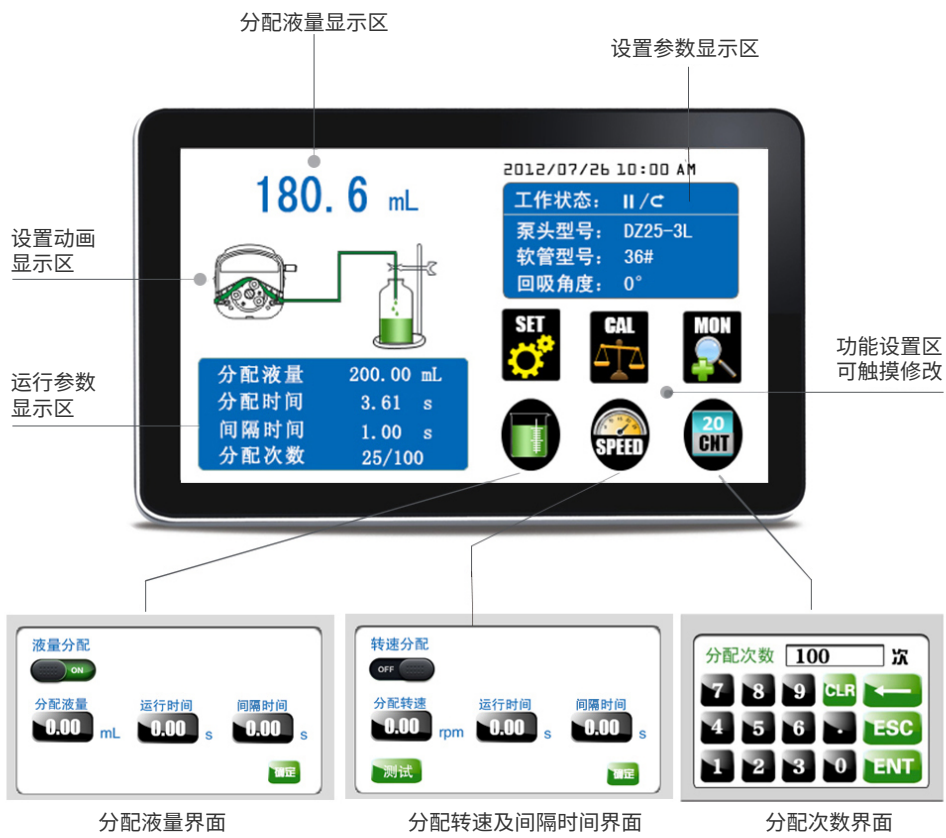 分配液量显示区
设置参数显示区
180.6 mL
2012/07/26 10:00 AM
工作状态: II/C
泵头型号: DZ25-3L
软管型号: 36#
回吸角度: 0°
设置动画
显示区
SET
CAL
MON
功能设置区
可触摸修改
运行参数
显示区
分配液量 200.00 mL
分配时间 3.61 s
间隔时间 1.00 s
分配次数 25/100
SPEED
20
CNT
液量分配
ON
分配液量 运行时间 间隔时间
0.00 mL 0.00 s 0.00 s
确定
分配液量界面
转速分配
OFF
分配转速 运行时间 间隔时间
0.00 rpm 0.00 s 0.00 s
测试 确定
分配转速及间隔时间界面
分配次数 100 次
7 8 9 CLR ←
4 5 6 . ESC
1 2 3 0 ENT
分配次数界面